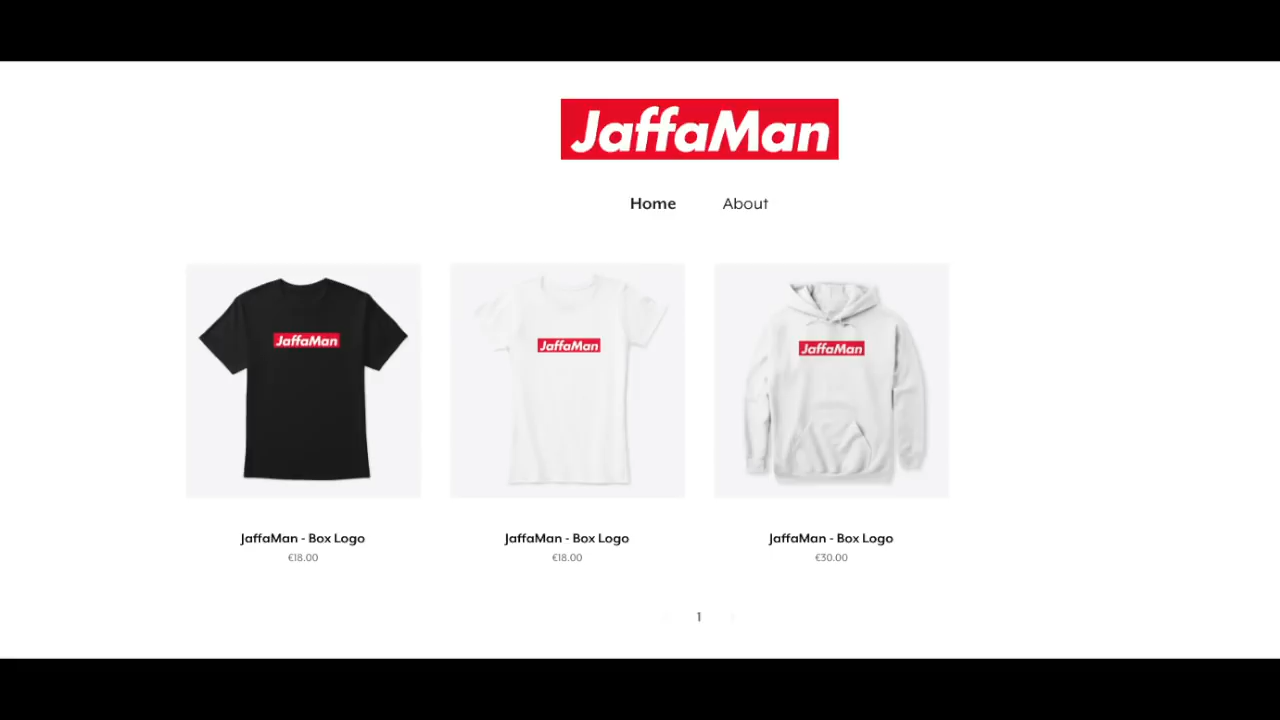 JaffaMan
Home About
JaffaMan JaffaMan JaffaMan
JaffaMan - Box Logo JaffaMan - Box Logo JaffaMan - Box Logo
€18.00 €18.00 €30.00
1